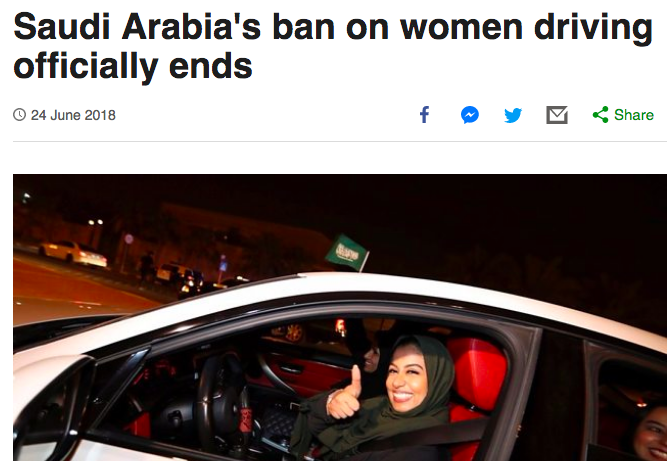 Saudi Arabia's ban on women driving
officially ends
24 June 2018
Share